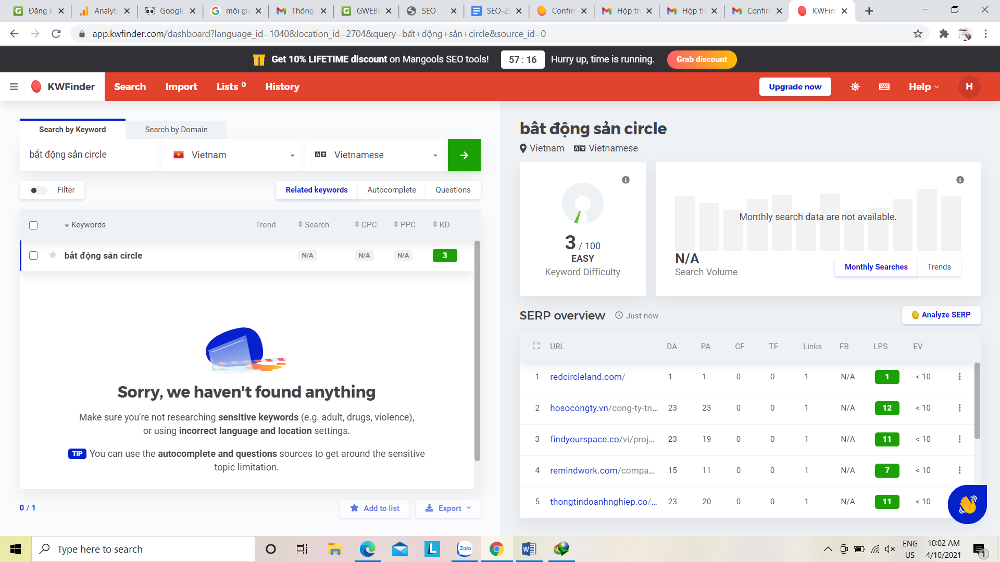 Đăng k
Analyti
Google
môi gic
Thông
GWEBE
SEO
SEO-20
Confirm
Hộp th
Hộp th
Confirm
KWFin
app.kwfinder.com/dashboard?language_id=1040&location_id=2704&query=bất+động+sản+circle&source_id=0
Get 10% LIFETIME discount on Mangools SEO tools!
57 : 16
Hurry up, time is running.
Grab discount
KWFinder
Search
Import
Lists 0
History
Upgrade now
Help
H
Search by Keyword
Search by Domain
bất động sản circle
Vietnam
Vietnamese
Filter
Related keywords
Autocomplete
Questions
Keywords Trend Search CPC PPC KD
bất động sản circle N/A N/A N/A 3
Sorry, we haven't found anything
Make sure you're not researching sensitive keywords (e.g. adult, drugs, violence),
or using incorrect language and location settings.
TIP You can use the autocomplete and questions sources to get around the sensitive
topic limitation.
0 / 1
Add to list
Export
bất động sản circle
Vietnam Vietnamese
3 / 100
EASY
Keyword Difficulty
Monthly search data are not available.
N/A
Search Volume
Monthly Searches
Trends
SERP overview
Just now
Analyze SERP
URL DA PA CF TF Links FB LPS EV
1 redcircleland.com/ 1 1 0 0 1 N/A 1 < 10
2 hosocongty.vn/cong-ty-tn... 23 23 0 0 1 N/A 12 < 10
3 findyourspace.co/vi/proj... 23 19 0 0 1 N/A 11 < 10
4 remindwork.com/compa... 15 11 0 0 1 N/A 7 < 10
5 thongtindoanhnghiep.co/... 23 20 0 0 1 N/A 11 < 10
Type here to search
L
Zalo
W
ENG
US
10:02 AM
4/10/2021
1